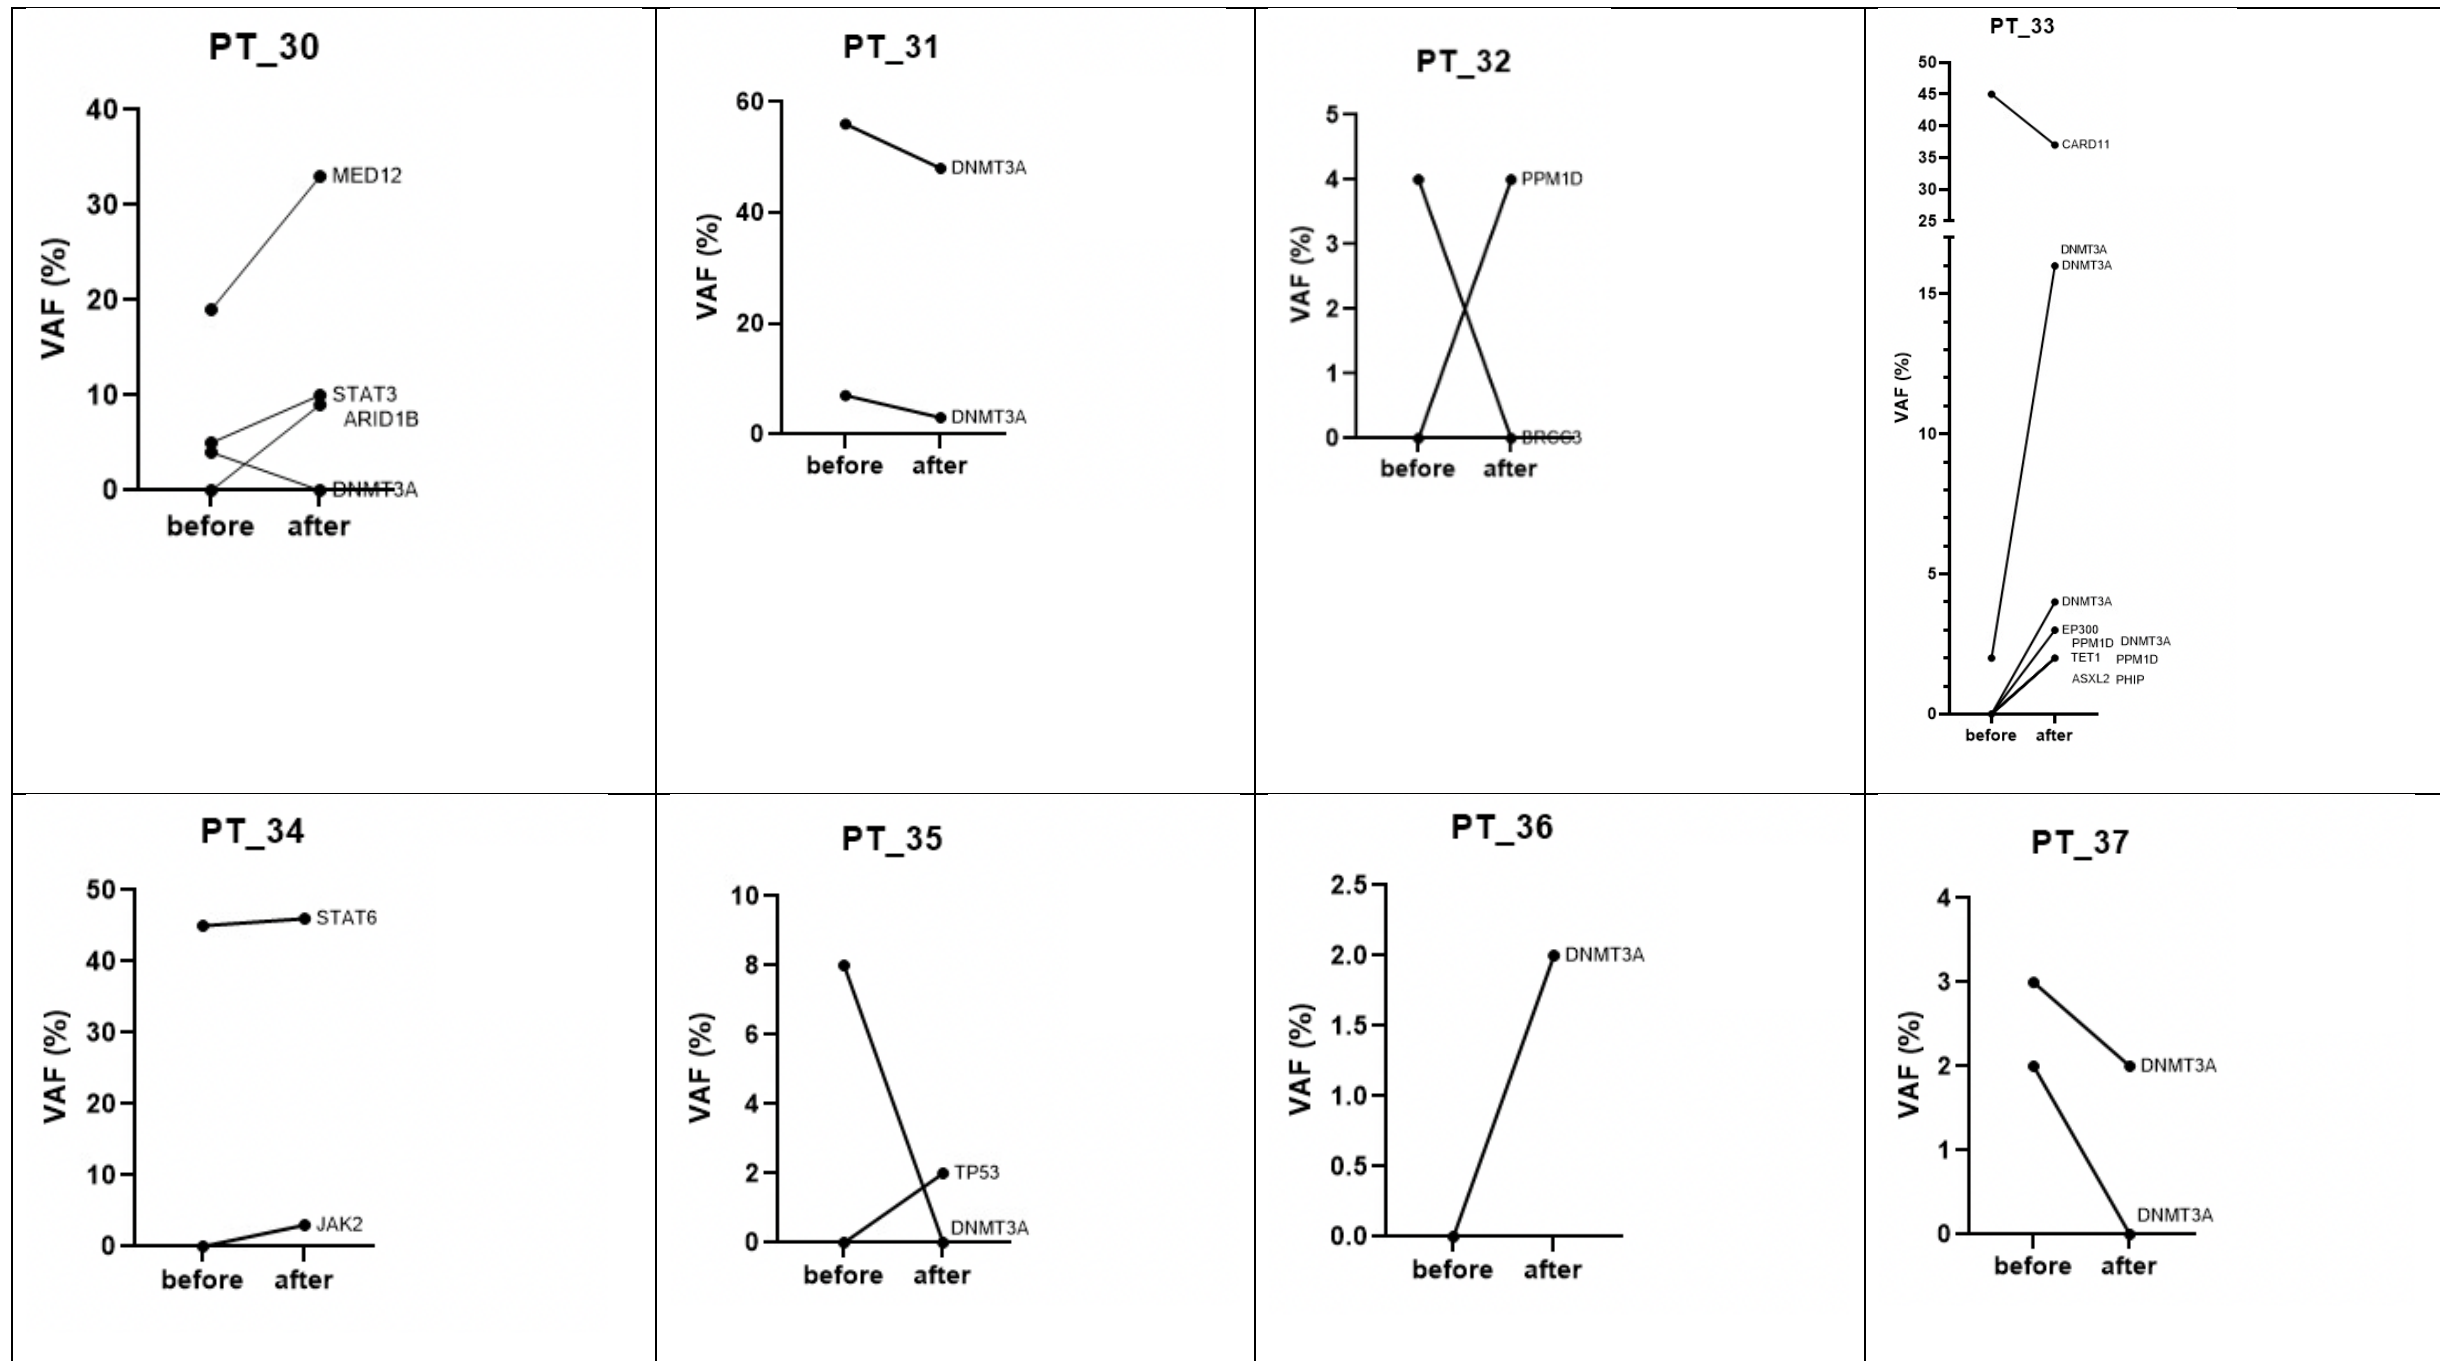 PT_30
40
30
20
10
0
VAF (%)
MED12
STAT3
ARID1B
DNMT3A
before after
PT_31
60
40
20
0
VAF (%)
DNMT3A
DNMT3A
before after
PT_32
5
4
3
2
1
0
VAF (%)
PPM1D
BRCC3
before after
PT_33
50
45
40
35
30
25
15
10
5
0
VAF (%)
CARD11
DNMT3A
DNMT3A
DNMT3A
EP300
PPM1D DNMT3A
TET1 PPM1D
ASXL2 PHIP
before after
PT_34
50
40
30
20
10
0
VAF (%)
STAT6
JAK2
before after
PT_35
10
8
6
4
2
0
VAF (%)
TP53
DNMT3A
before after
PT_36
2.5
2.0
1.5
1.0
0.5
0.0
VAF (%)
DNMT3A
before after
PT_37
4
3
2
1
0
VAF (%)
DNMT3A
DNMT3A
before after